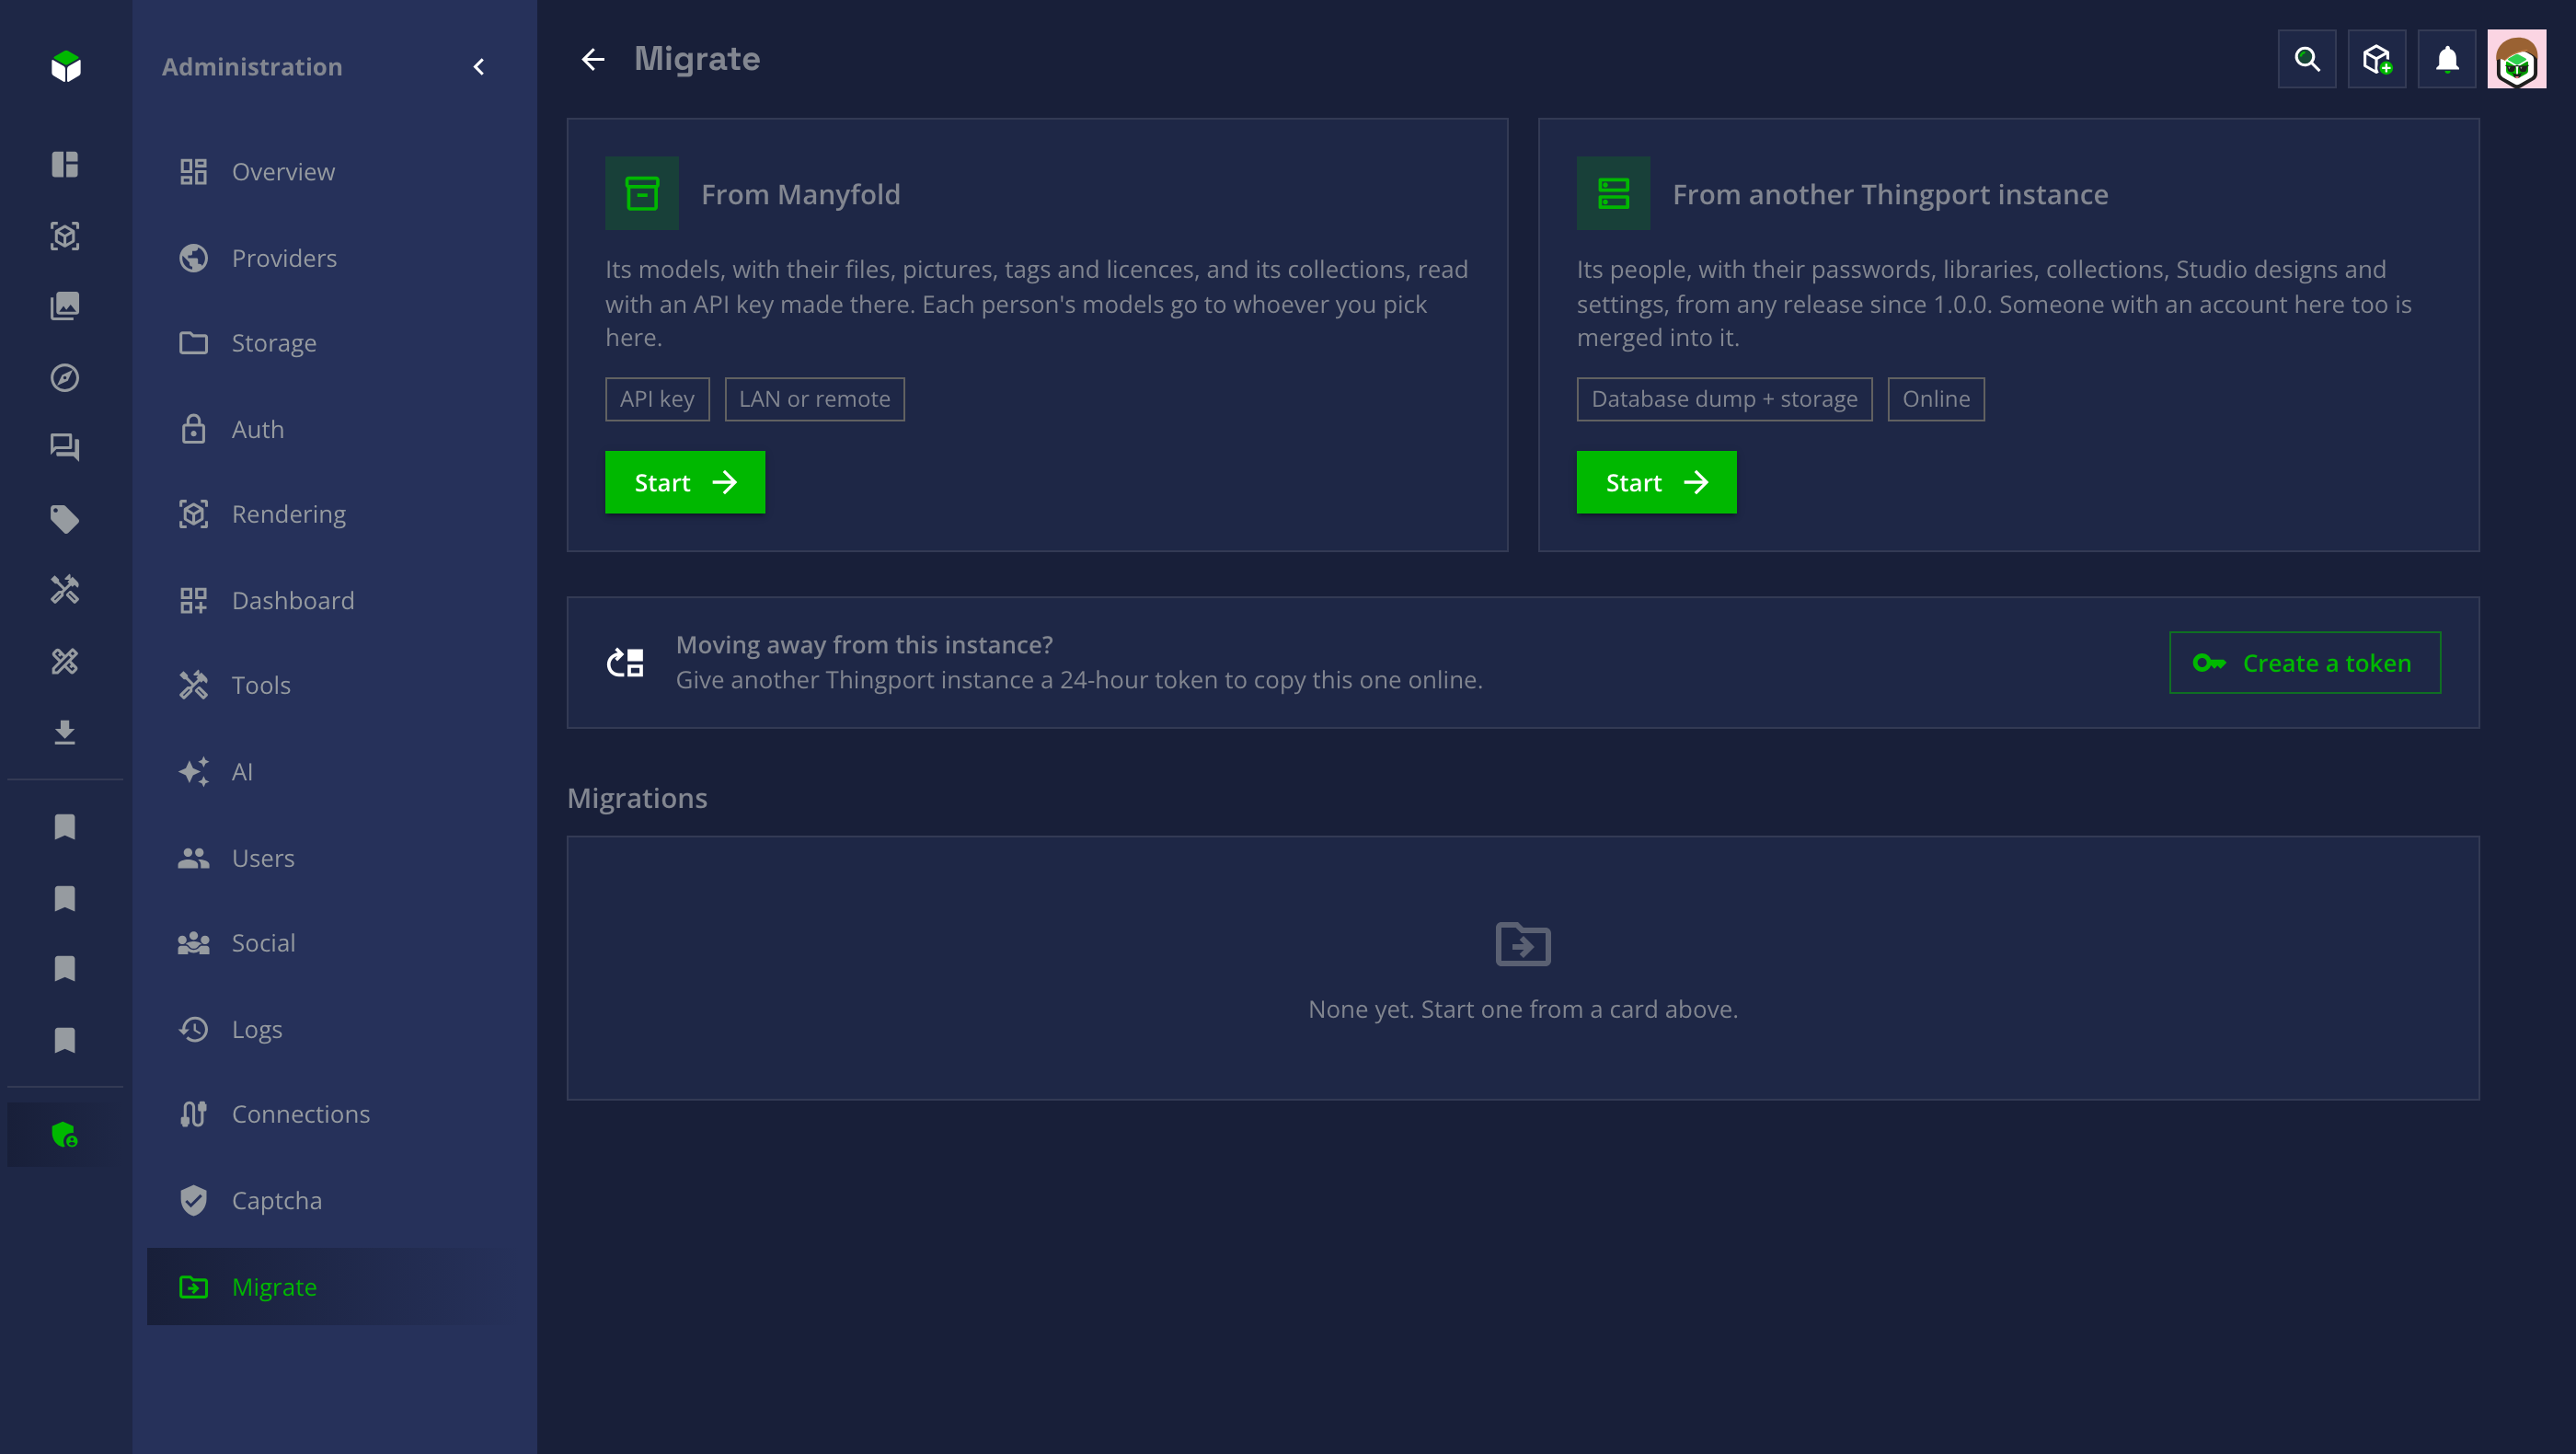 Administration
Overview
Providers
Storage
Auth
Rendering
Dashboard
Tools
AI
Users
Social
Logs
Connections
Captcha
Migrate
Migrate
From Manyfold
Its models, with their files, pictures, tags and licences, and its collections, read
with an API key made there. Each person's models go to whoever you pick
here.
API key
LAN or remote
Start
From another Thingport instance
Its people, with their passwords, libraries, collections, Studio designs and
settings, from any release since 1.0.0. Someone with an account here too is
merged into it.
Database dump + storage
Online
Start
Moving away from this instance?
Give another Thingport instance a 24-hour token to copy this one online.
Create a token
Migrations
None yet. Start one from a card above.